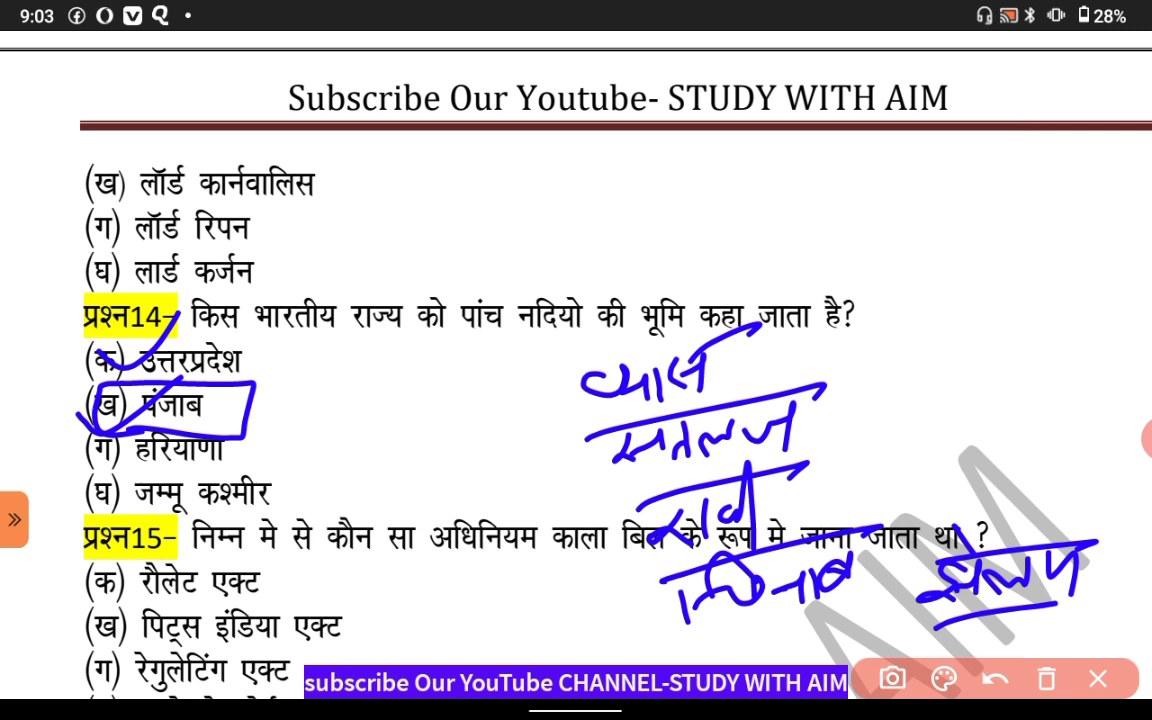 9:03 28%
Subscribe Our Youtube- STUDY WITH AIM
(ख) लॉर्ड कार्नवालिस
(ग) लॉर्ड रिपन
(घ) लार्ड कर्जन
प्रश्न14- किस भारतीय राज्य को पांच नदियो की भूमि कहा जाता है?
(क) उत्तरप्रदेश
व्यास
(ख) पंजाब
सतलज
(ग) हरियाणा
(घ) जम्मू कश्मीर
रावी
प्रश्न15- निम्न मे से कौन सा अधिनियम काला बिल के रूप मे जाना जाता था ?
(क) रौलेट एक्ट
चिनाब झेलम
(ख) पिट्स इंडिया एक्ट
(ग) रेगुलेटिंग एक्ट
subscribe Our YouTube CHANNEL-STUDY WITH AIM
AIM